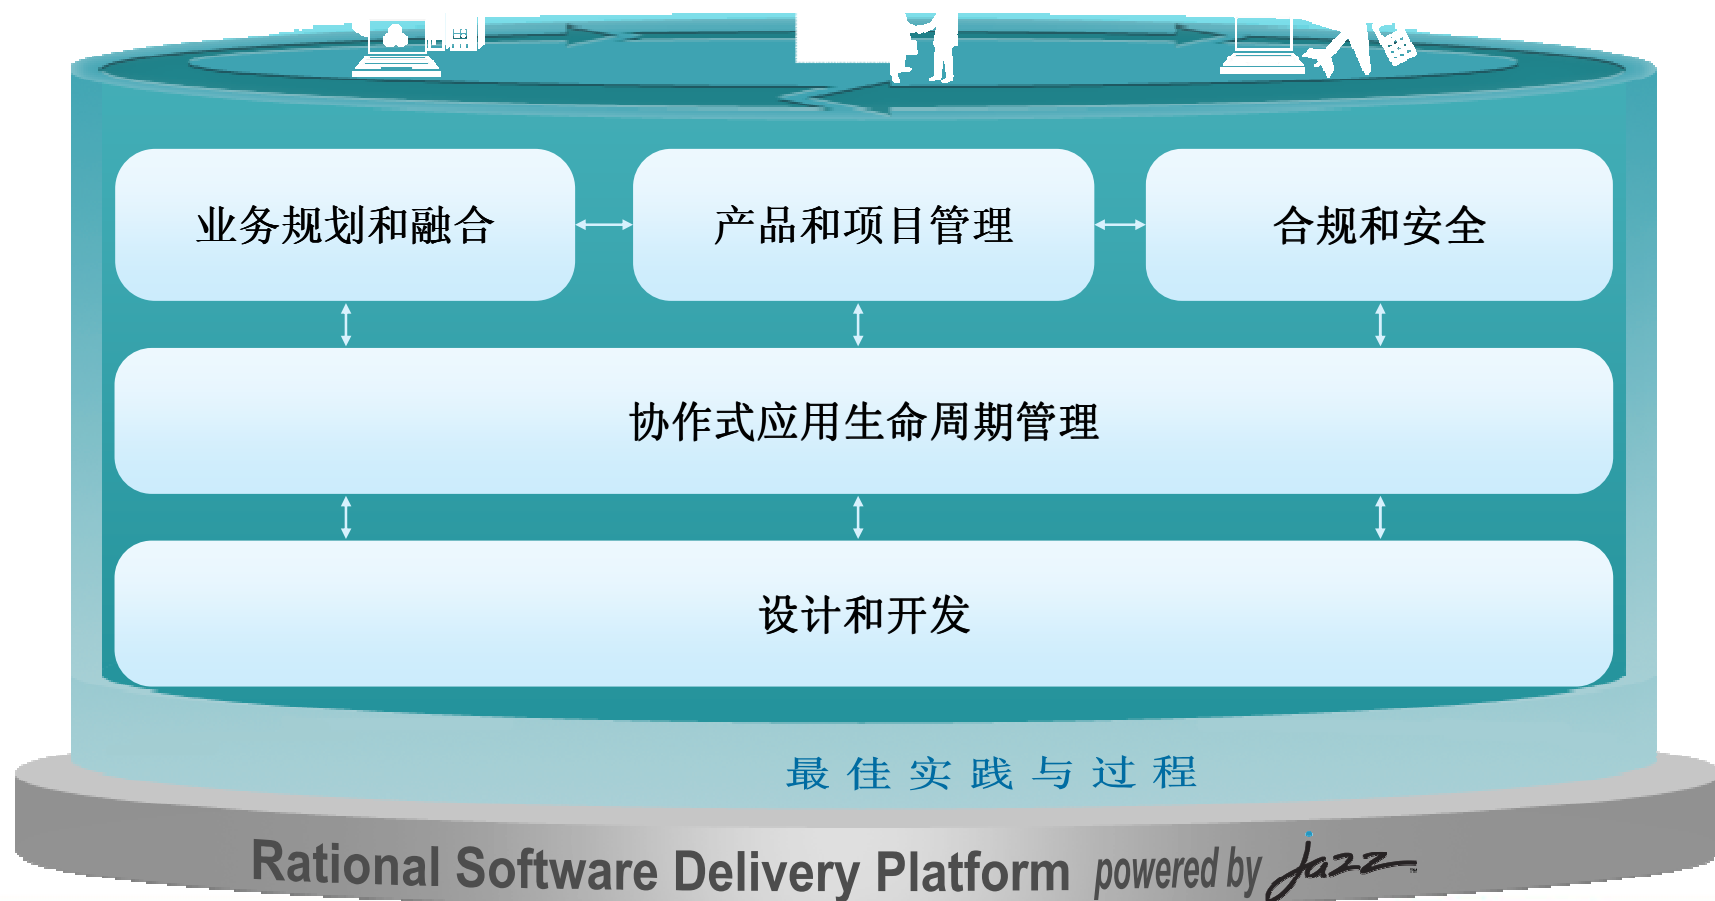 业务规划和融合
产品和项目管理
合规和安全
协作式应用生命周期管理
设计和开发
最佳实践与过程
Rational Software Delivery Platform powered by jazz™